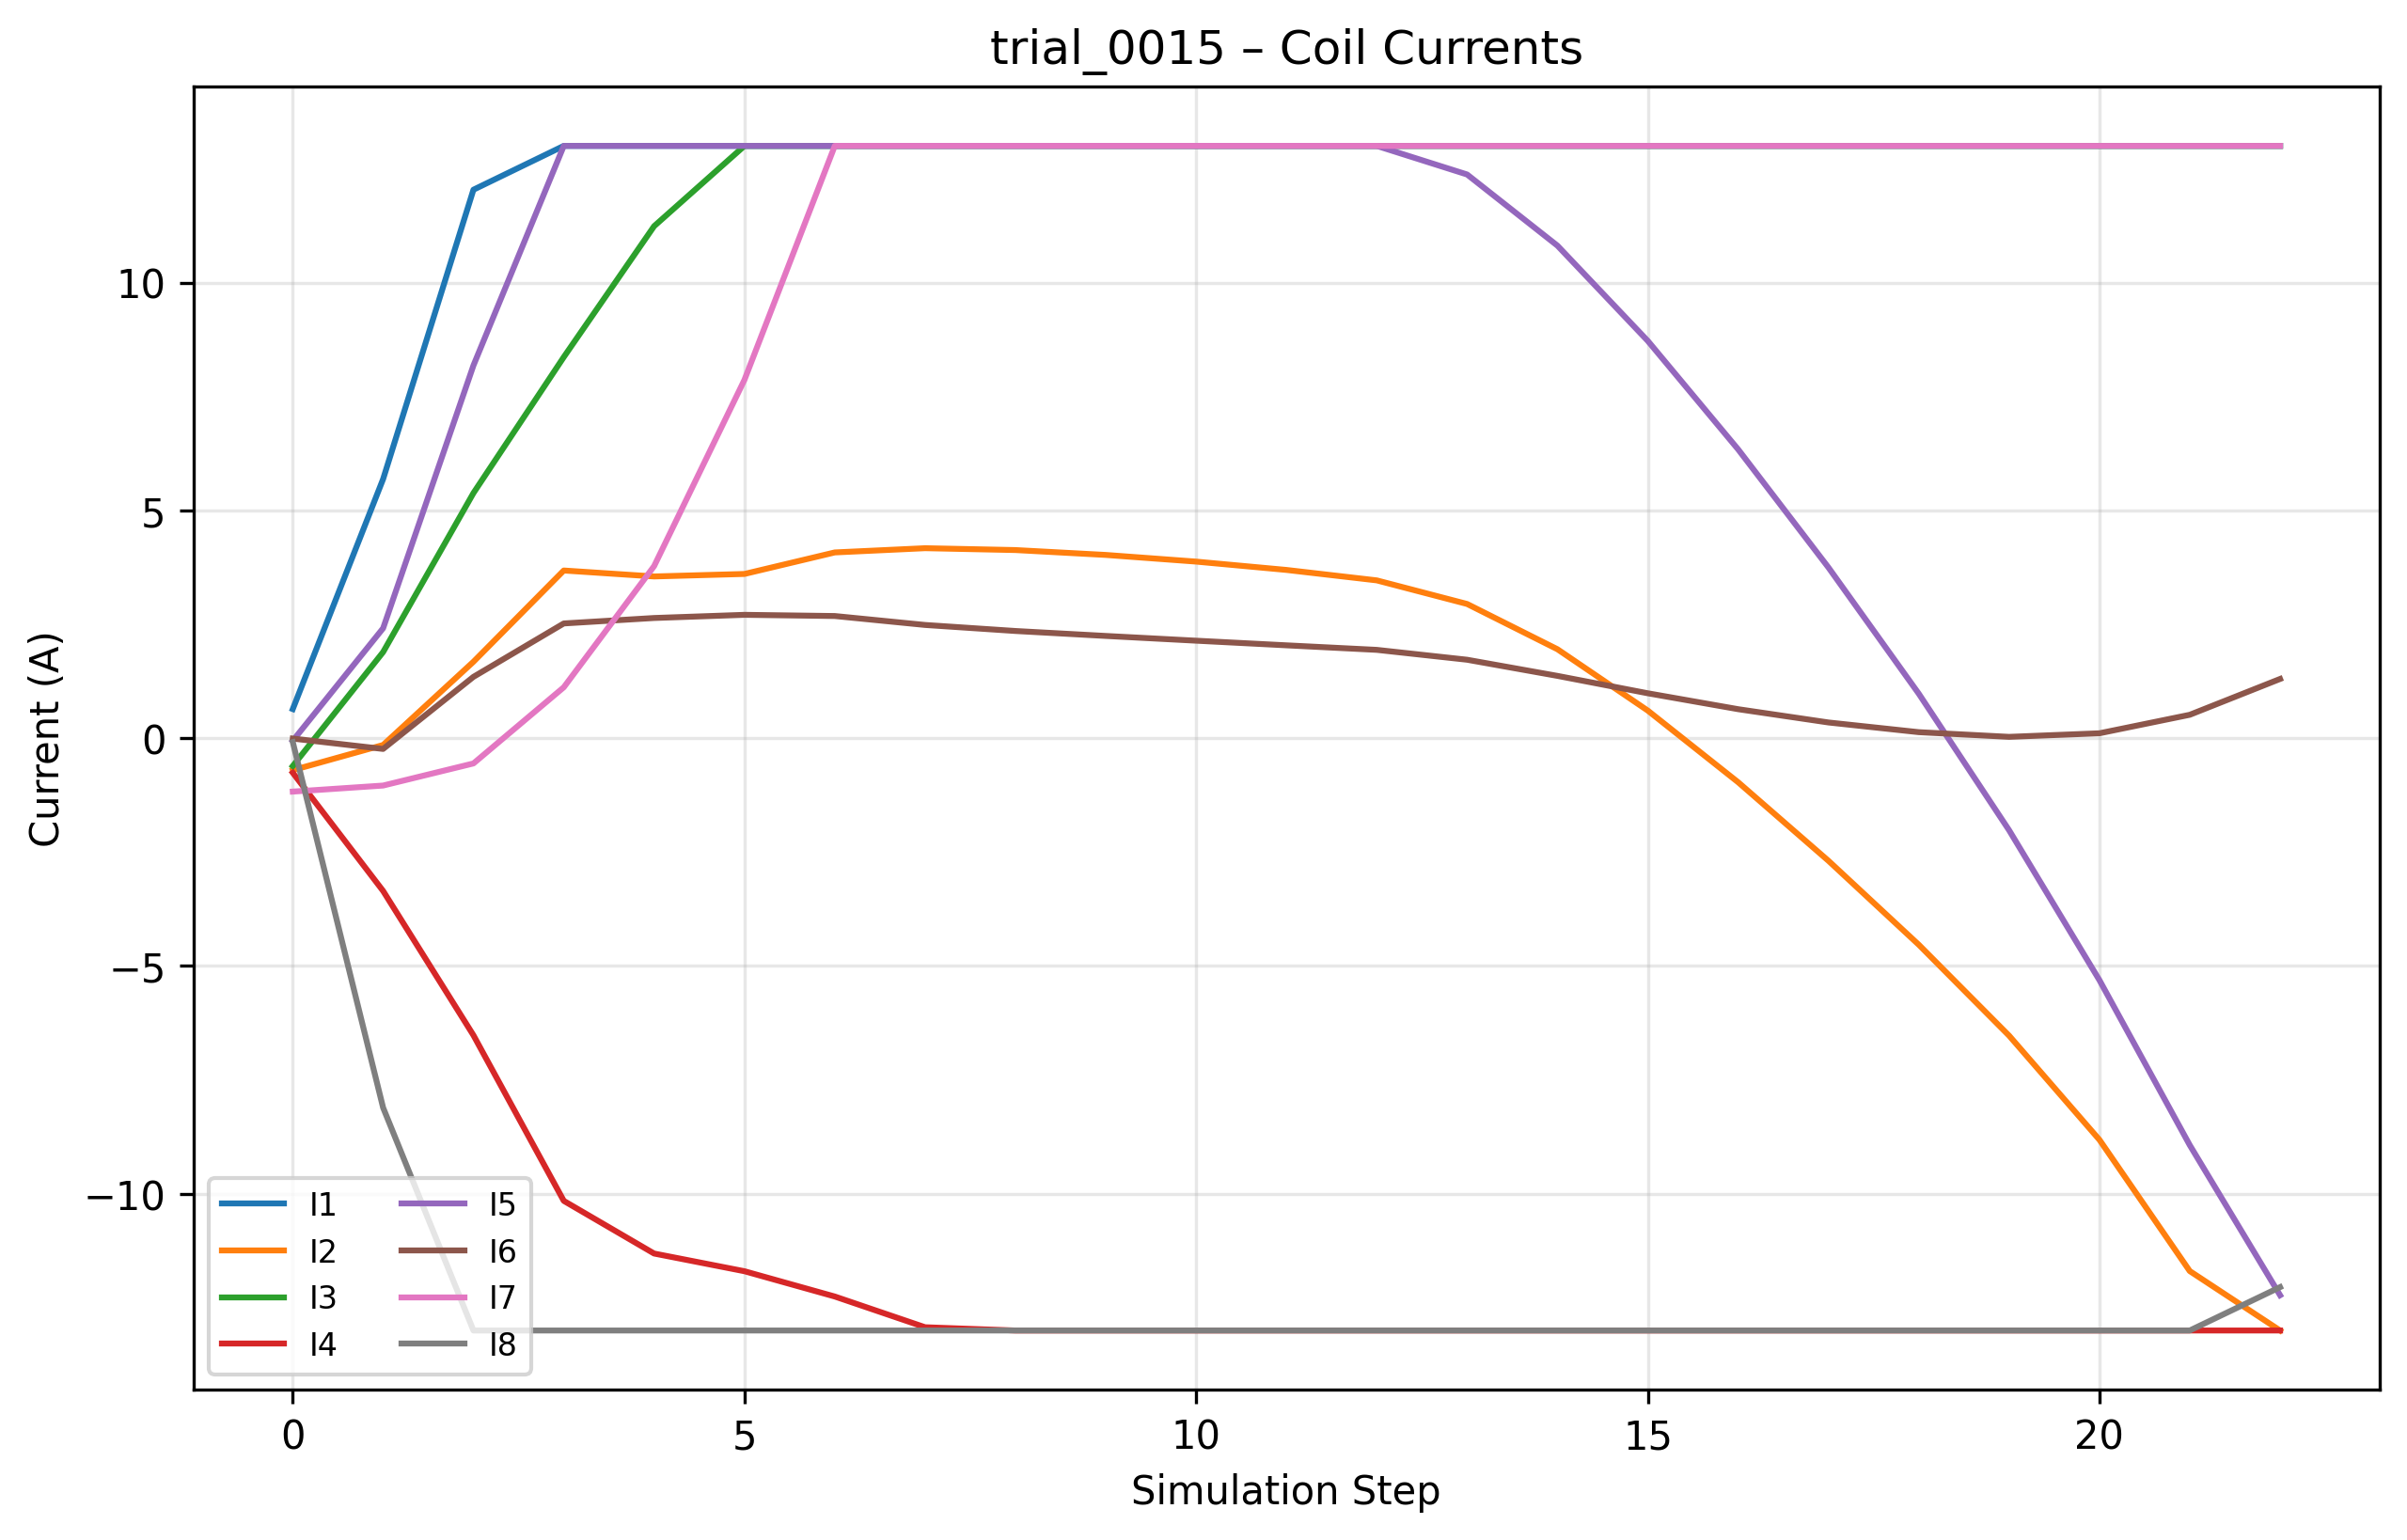 trial_0015 – Coil Currents
Current (A)
10
5
0
−5
−10
I1
I2
I3
I4
I5
I6
I7
I8
0
5
10
15
20
Simulation Step